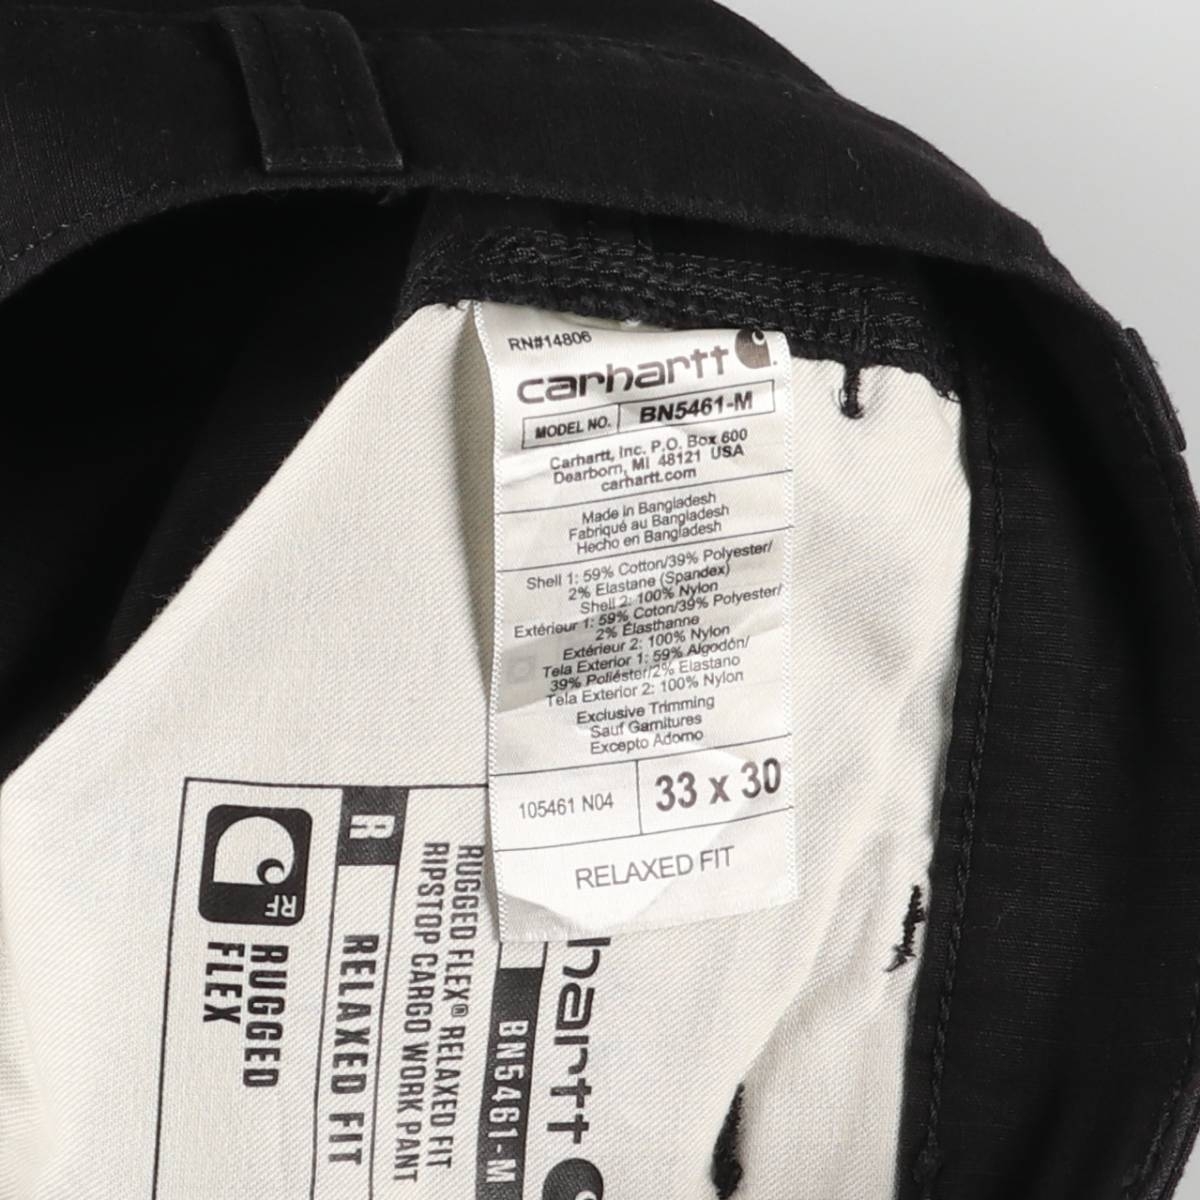 RN#14806
carhartt
MODEL NO. BN5461-M
Carhartt, Inc. P.O. Box 600
Dearborn, MI 48121 USA
carhartt.com
Made in Bangladesh
Fabriqué au Bangladesh
Hecho en Bangladesh
Shell 1: 59% Cotton/39% Polyester/
2% Elastane (Spandex)
Shell 2: 100% Nylon
Extérieur 1: 59% Coton/39% Polyester/
2% Élasthanne
Extérieur 2: 100% Nylon
Tela Exterior 1: 59% Algodón/
39% Poliéster/2% Elastano
Tela Exterior 2: 100% Nylon
Exclusive Trimming
Sauf Garnitures
Excepto Adorno
105461 N04 33 x 30
RELAXED FIT
hartt
BN5461-M
RUGGED FLEX® RELAXED FIT
RIPSTOP CARGO WORK PANT
R RELAXED FIT
RF
RUGGED
FLEX